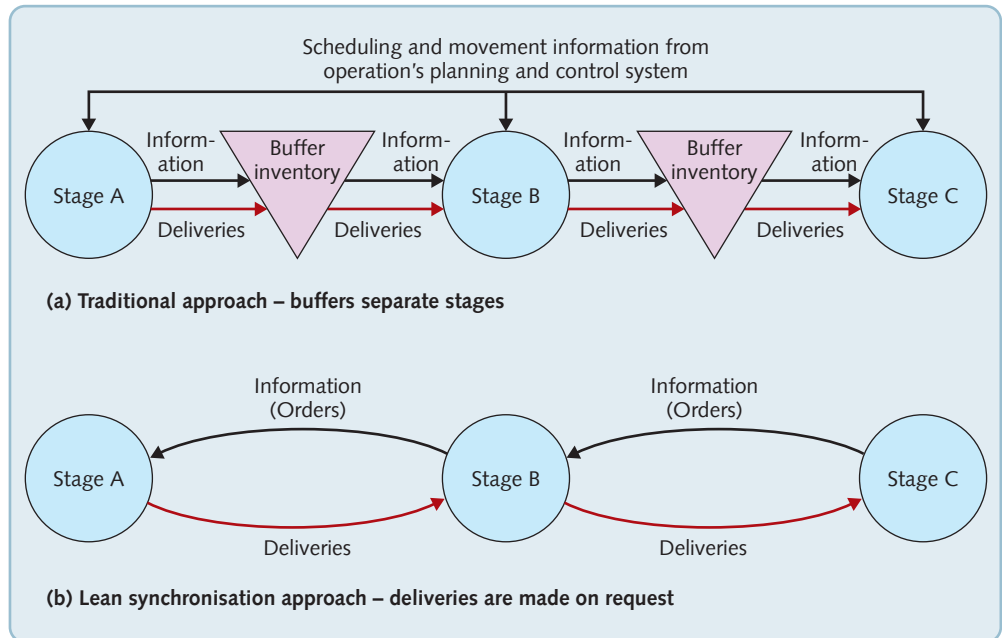 Scheduling and movement information from
operation's planning and control system
Inform-
ation
Buffer
inventory
Inform-
ation
Inform-
ation
Buffer
inventory
Inform-
ation
Stage A
Stage B
Stage C
Deliveries
Deliveries
Deliveries
Deliveries
(a) Traditional approach – buffers separate stages
Information
(Orders)
Information
(Orders)
Stage A
Stage B
Stage C
Deliveries
Deliveries
(b) Lean synchronisation approach – deliveries are made on request